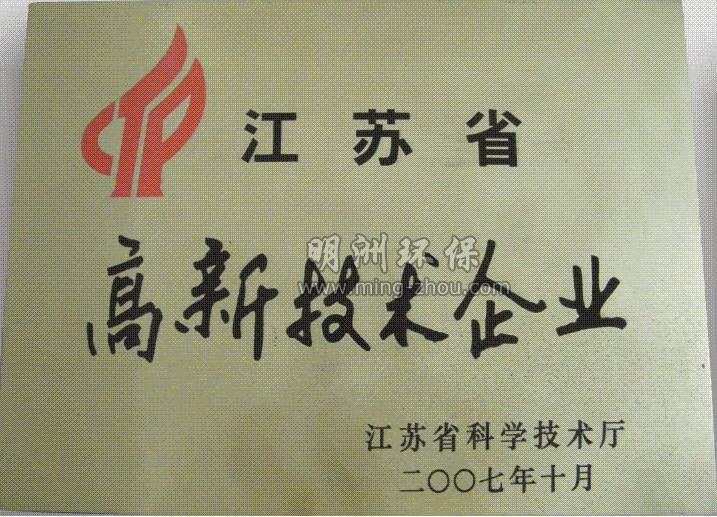 江苏省
明洲环保
高新技术企业
www.ming-zhou.com
江苏省科学技术厅
二〇〇七年十月